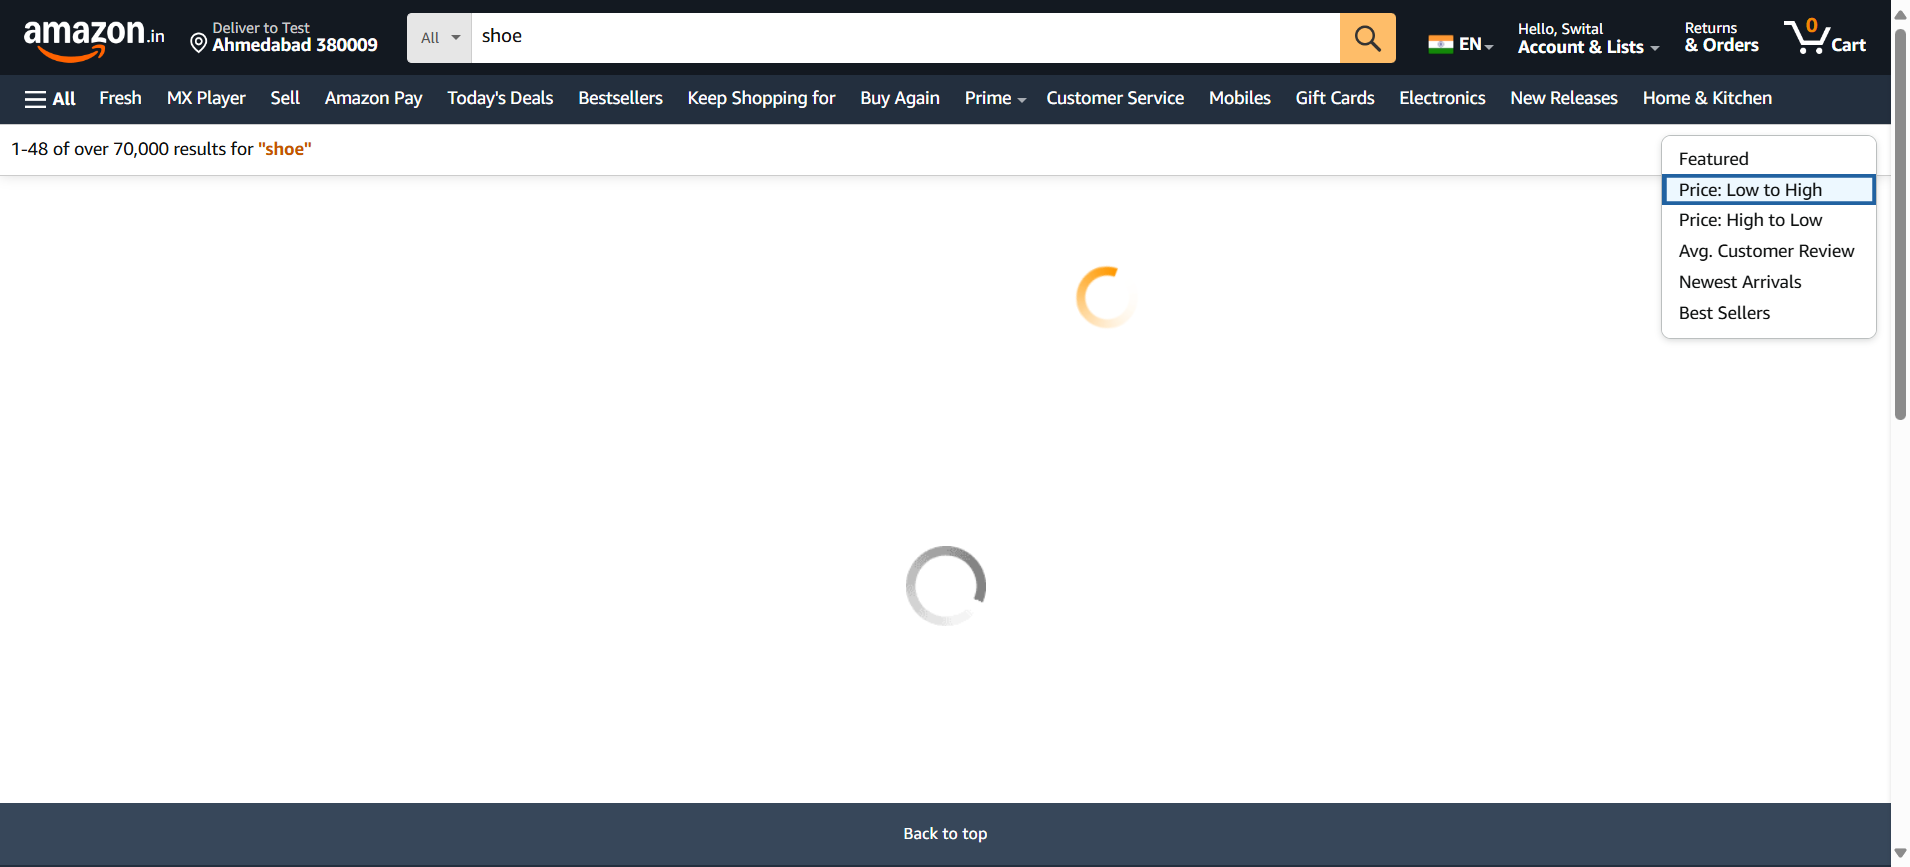 amazon.in
Deliver to Test
Ahmedabad 380009
All
shoe
EN
Hello, Swital
Account & Lists
Returns
& Orders
0
Cart
All
Fresh
MX Player
Sell
Amazon Pay
Today's Deals
Bestsellers
Keep Shopping for
Buy Again
Prime
Customer Service
Mobiles
Gift Cards
Electronics
New Releases
Home & Kitchen
1-48 of over 70,000 results for "shoe"
Featured
Price: Low to High
Price: High to Low
Avg. Customer Review
Newest Arrivals
Best Sellers
Back to top